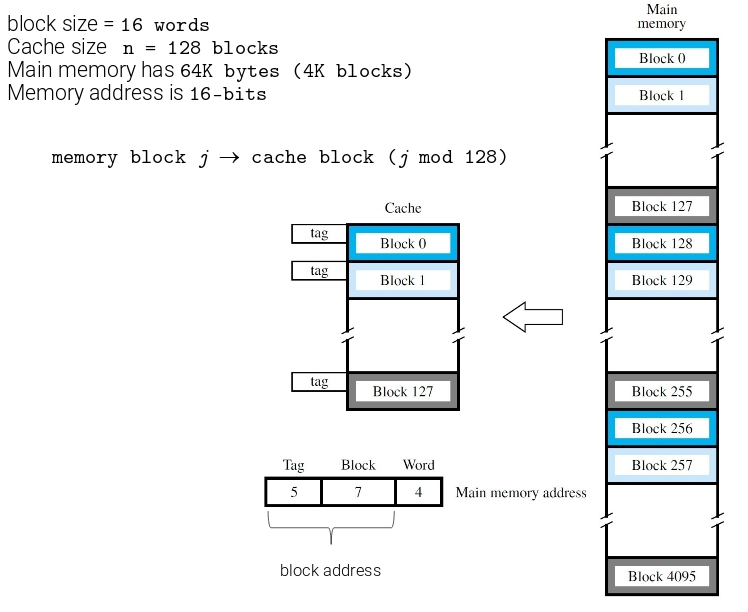 block size = 16 words
Cache size n = 128 blocks
Main memory has 64K bytes (4K blocks)
Memory address is 16-bits
memory block j → cache block (j mod 128)
Main
memory
Block 0
Block 1
Block 127
Block 128
Block 129
Block 255
Block 256
Block 257
Block 4095
Cache
tag
Block 0
tag
Block 1
tag
Block 127
Tag Block Word
5 7 4 Main memory address
block address